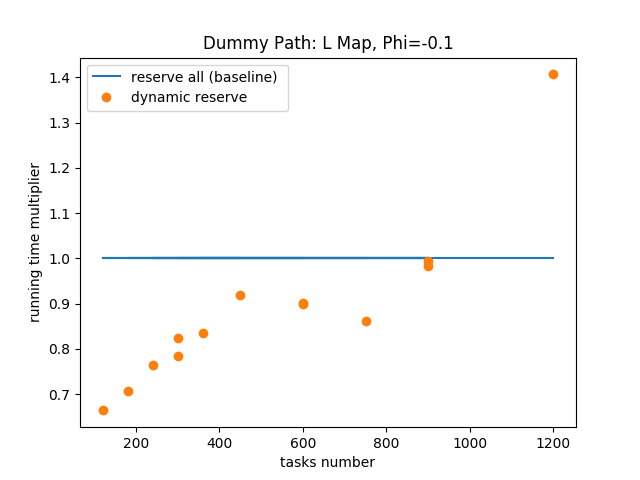 Dummy Path: L Map, Phi=-0.1
reserve all (baseline)
dynamic reserve
running time multiplier
1.4
1.3
1.2
1.1
1.0
0.9
0.8
0.7
200
400
600
800
1000
1200
tasks number